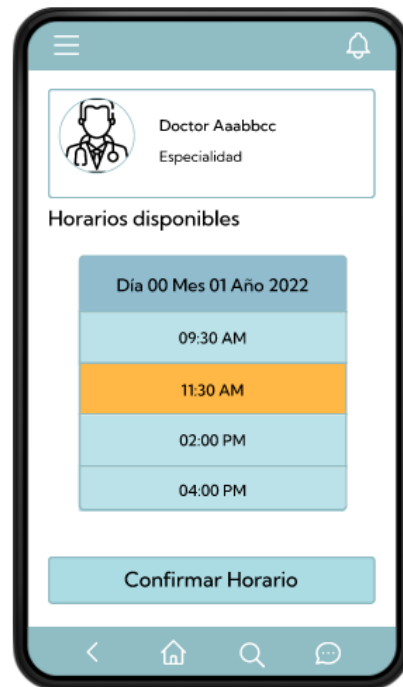 Doctor Aaabbcc
Especialidad
Horarios disponibles
Día 00 Mes 01 Año 2022
09:30 AM
11:30 AM
02:00 PM
04:00 PM
Confirmar Horario